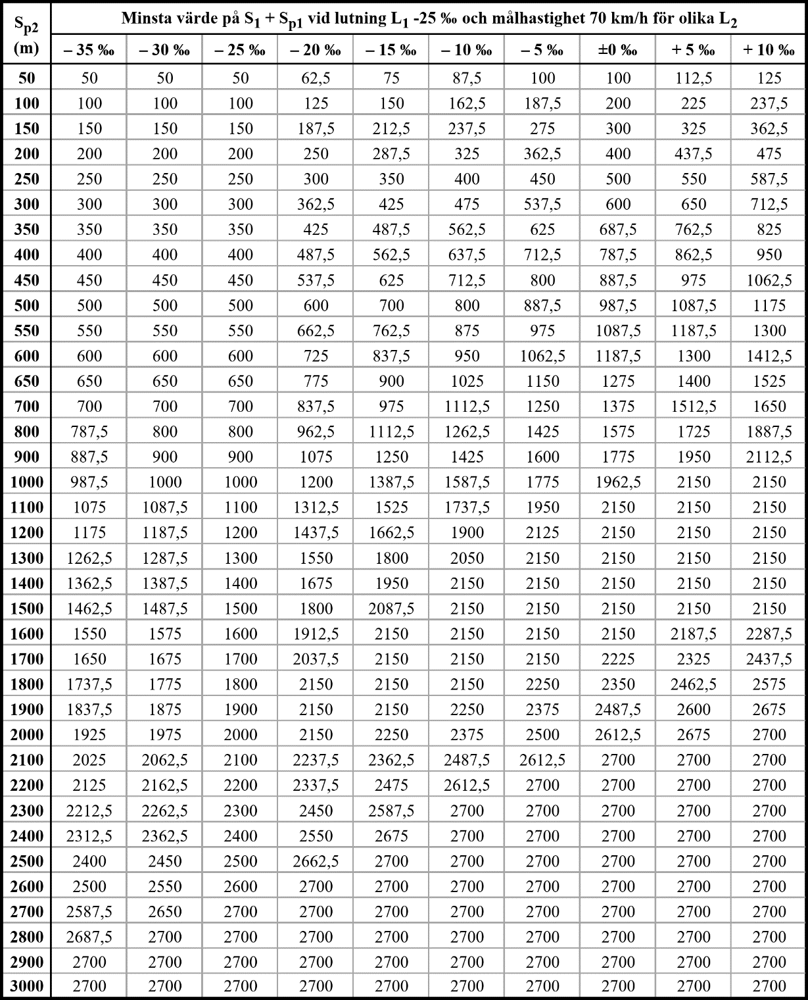 S_p2 (m) Minsta värde på S_1 + S_p1 vid lutning L_1 -25 ‰ och målhastighet 70 km/h för olika L_2
– 35 ‰ – 30 ‰ – 25 ‰ – 20 ‰ – 15 ‰ – 10 ‰ – 5 ‰ ±0 ‰ + 5 ‰ + 10 ‰
50 50 50 50 62,5 75 87,5 100 100 112,5 125
100 100 100 100 125 150 162,5 187,5 200 225 237,5
150 150 150 150 187,5 212,5 237,5 275 300 325 362,5
200 200 200 200 250 287,5 325 362,5 400 437,5 475
250 250 250 250 300 350 400 450 500 550 587,5
300 300 300 300 362,5 425 475 537,5 600 650 712,5
350 350 350 350 425 487,5 562,5 625 687,5 762,5 825
400 400 400 400 487,5 562,5 637,5 712,5 787,5 862,5 950
450 450 450 450 537,5 625 712,5 800 887,5 975 1062,5
500 500 500 500 600 700 800 887,5 987,5 1087,5 1175
550 550 550 550 662,5 762,5 875 975 1087,5 1187,5 1300
600 600 600 600 725 837,5 950 1062,5 1187,5 1300 1412,5
650 650 650 650 775 900 1025 1150 1275 1400 1525
700 700 700 700 837,5 975 1112,5 1250 1375 1512,5 1650
800 787,5 800 800 962,5 1112,5 1262,5 1425 1575 1725 1887,5
900 887,5 900 900 1075 1250 1425 1600 1775 1950 2112,5
1000 987,5 1000 1000 1200 1387,5 1587,5 1775 1962,5 2150 2150
1100 1075 1087,5 1100 1312,5 1525 1737,5 1950 2150 2150 2150
1200 1175 1187,5 1200 1437,5 1662,5 1900 2125 2150 2150 2150
1300 1262,5 1287,5 1300 1550 1800 2050 2150 2150 2150 2150
1400 1362,5 1387,5 1400 1675 1950 2150 2150 2150 2150 2150
1500 1462,5 1487,5 1500 1800 2087,5 2150 2150 2150 2150 2150
1600 1550 1575 1600 1912,5 2150 2150 2150 2150 2187,5 2287,5
1700 1650 1675 1700 2037,5 2150 2150 2150 2225 2325 2437,5
1800 1737,5 1775 1800 2150 2150 2150 2250 2350 2462,5 2575
1900 1837,5 1875 1900 2150 2150 2250 2375 2487,5 2600 2675
2000 1925 1975 2000 2150 2250 2375 2500 2612,5 2675 2700
2100 2025 2062,5 2100 2237,5 2362,5 2487,5 2612,5 2700 2700 2700
2200 2125 2162,5 2200 2337,5 2475 2612,5 2700 2700 2700 2700
2300 2212,5 2262,5 2300 2450 2587,5 2700 2700 2700 2700 2700
2400 2312,5 2362,5 2400 2550 2675 2700 2700 2700 2700 2700
2500 2400 2450 2500 2662,5 2700 2700 2700 2700 2700 2700
2600 2500 2550 2600 2700 2700 2700 2700 2700 2700 2700
2700 2587,5 2650 2700 2700 2700 2700 2700 2700 2700 2700
2800 2687,5 2700 2700 2700 2700 2700 2700 2700 2700 2700
2900 2700 2700 2700 2700 2700 2700 2700 2700 2700 2700
3000 2700 2700 2700 2700 2700 2700 2700 2700 2700 2700